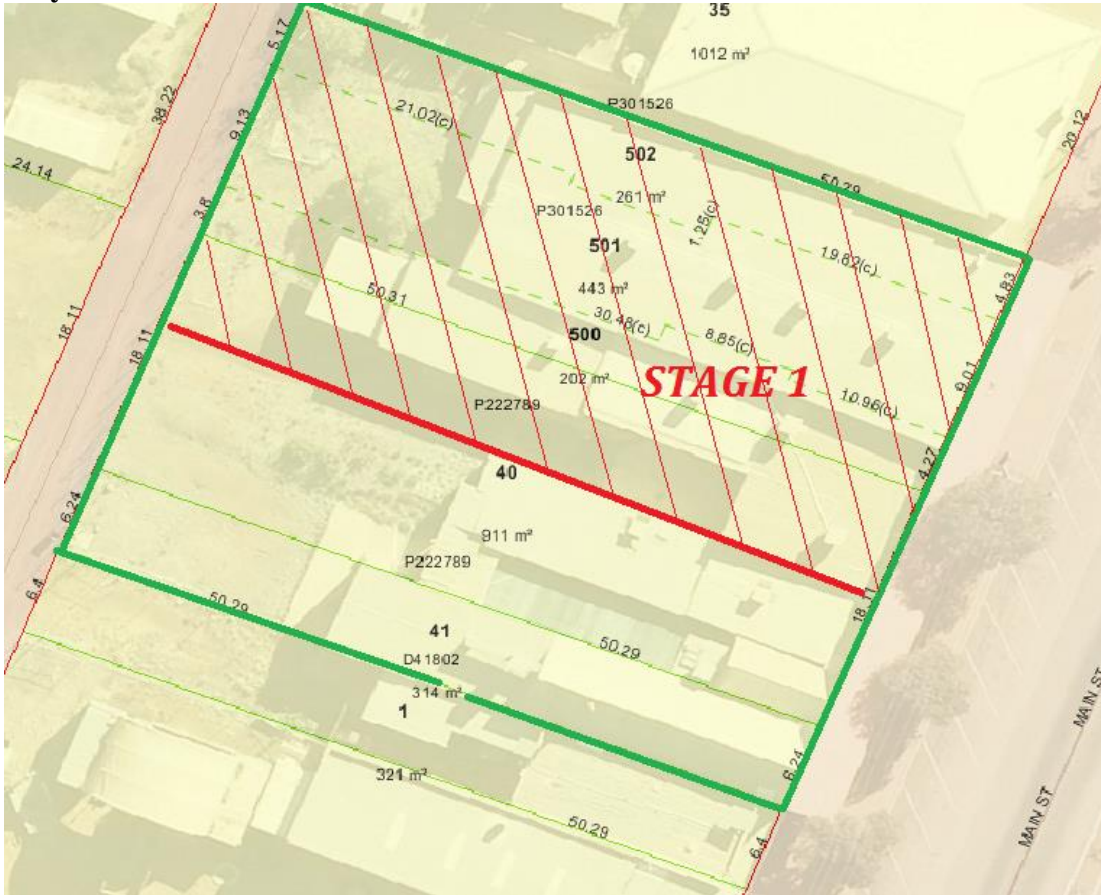 35
1012 m²
5.17
P301526
38.22
9.13
21.02(c)
20.12
502
50.29
24.14
261 m²
P301526
1.25(c)
3.8
501
19.82(c)
443 m²
4.83
50.31
30.48(c)
500
8.85(c)
18.11
18.11
202 m²
STAGE 1
9.01
10.96(c)
P222789
4.27
40
6.24
911 m²
P222789
6.4
50.29
18.11
41
50.29
D41802
314 m²
1
MAIN ST
6.24
321 m²
50.29
MAIN ST
6.4